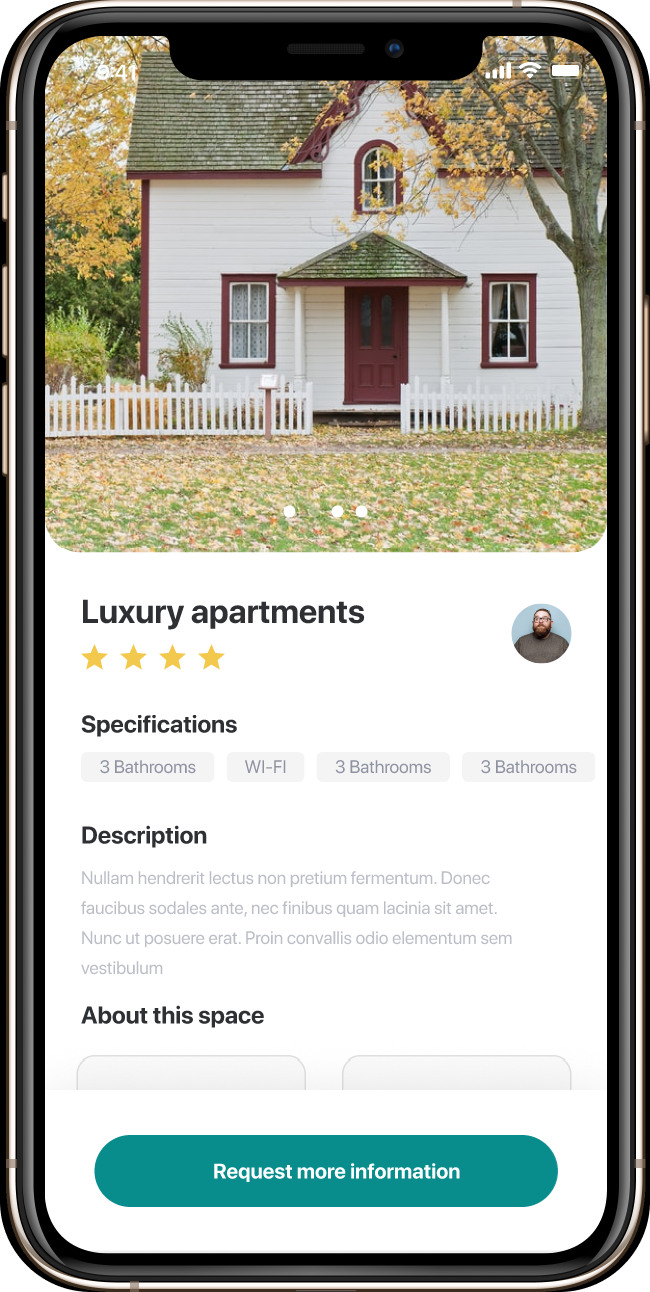 9:41
Luxury apartments
Specifications
3 Bathrooms WI-FI 3 Bathrooms 3 Bathrooms
Description
Nullam hendrerit lectus non pretium fermentum. Donec
faucibus sodales ante, nec finibus quam lacinia sit amet.
Nunc ut posuere erat. Proin convallis odio elementum sem
vestibulum
About this space
Request more information